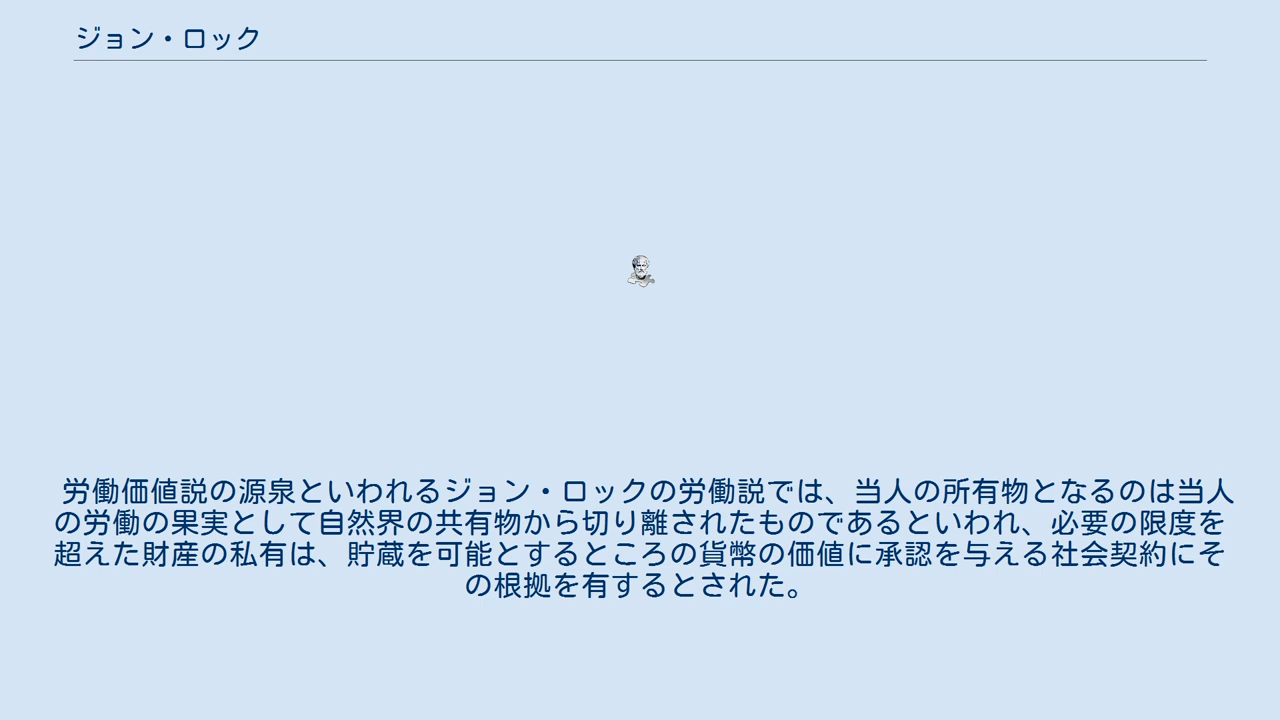 ジョン・ロック
労働価値説の源泉といわれるジョン・ロックの労働説では、当人の所有物となるのは当人
の労働の果実として自然界の共有物から切り離されたものであるといわれ、必要の限度を
超えた財産の私有は、貯蔵を可能とするところの貨幣の価値に承認を与える社会契約にそ
の根拠を有するとされた。